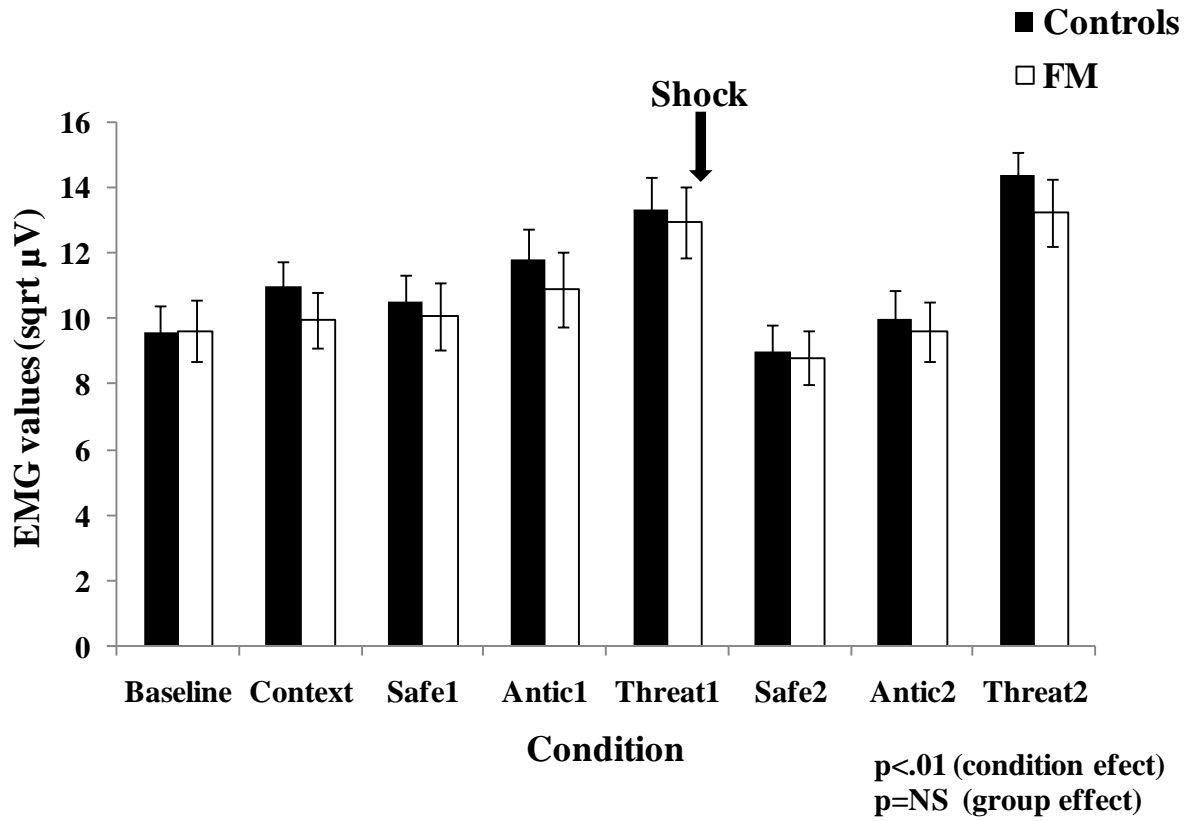 Controls
FM
Shock
16
14
12
10
8
6
4
2
0
EMG values (sqrt µV)
Baseline Context Safe1 Antic1 Threat1 Safe2 Antic2 Threat2
Condition
p<.01 (condition efect)
p=NS (group effect)